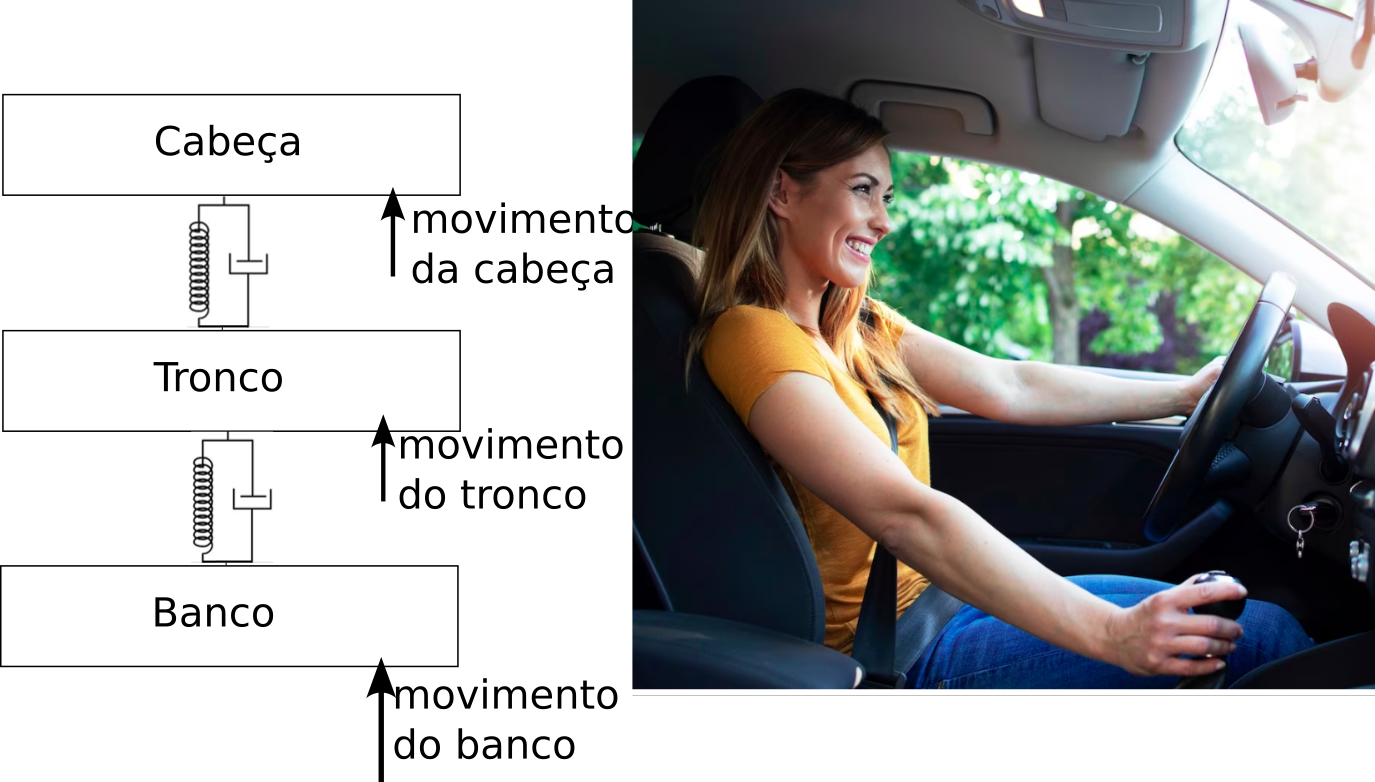 Cabeça
movimento
da cabeça
Tronco
movimento
do tronco
Banco
movimento
do banco